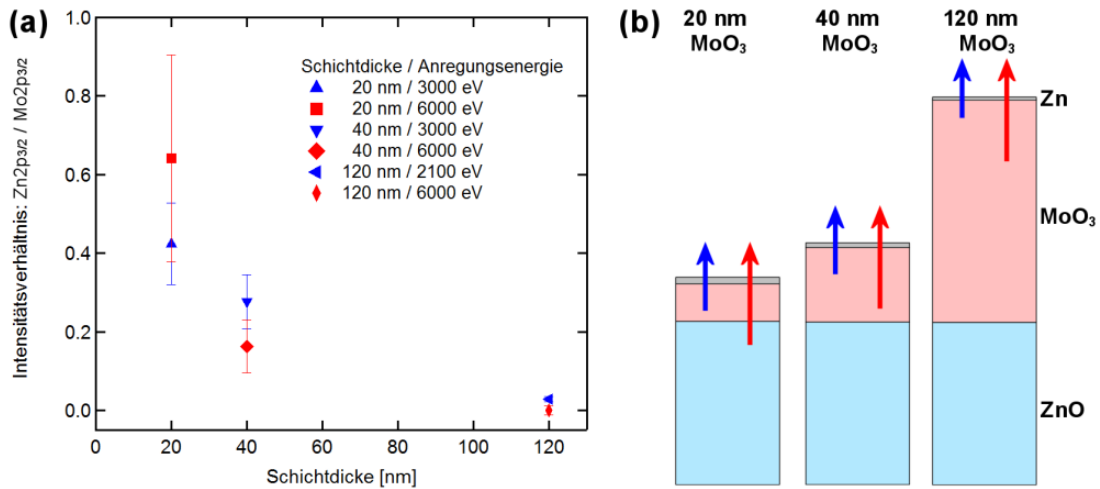 (a)
Intensitätsverhältnis: Zn2p3/2 / Mo2p3/2
1.0
0.8
0.6
0.4
0.2
0.0
0
20
40
60
80
100
120
Schichtdicke [nm]
Schichtdicke / Anregungsenergie
20 nm / 3000 eV
20 nm / 6000 eV
40 nm / 3000 eV
40 nm / 6000 eV
120 nm / 2100 eV
120 nm / 6000 eV
(b)
20 nm
MoO₃
40 nm
MoO₃
120 nm
MoO₃
Zn
MoO₃
ZnO